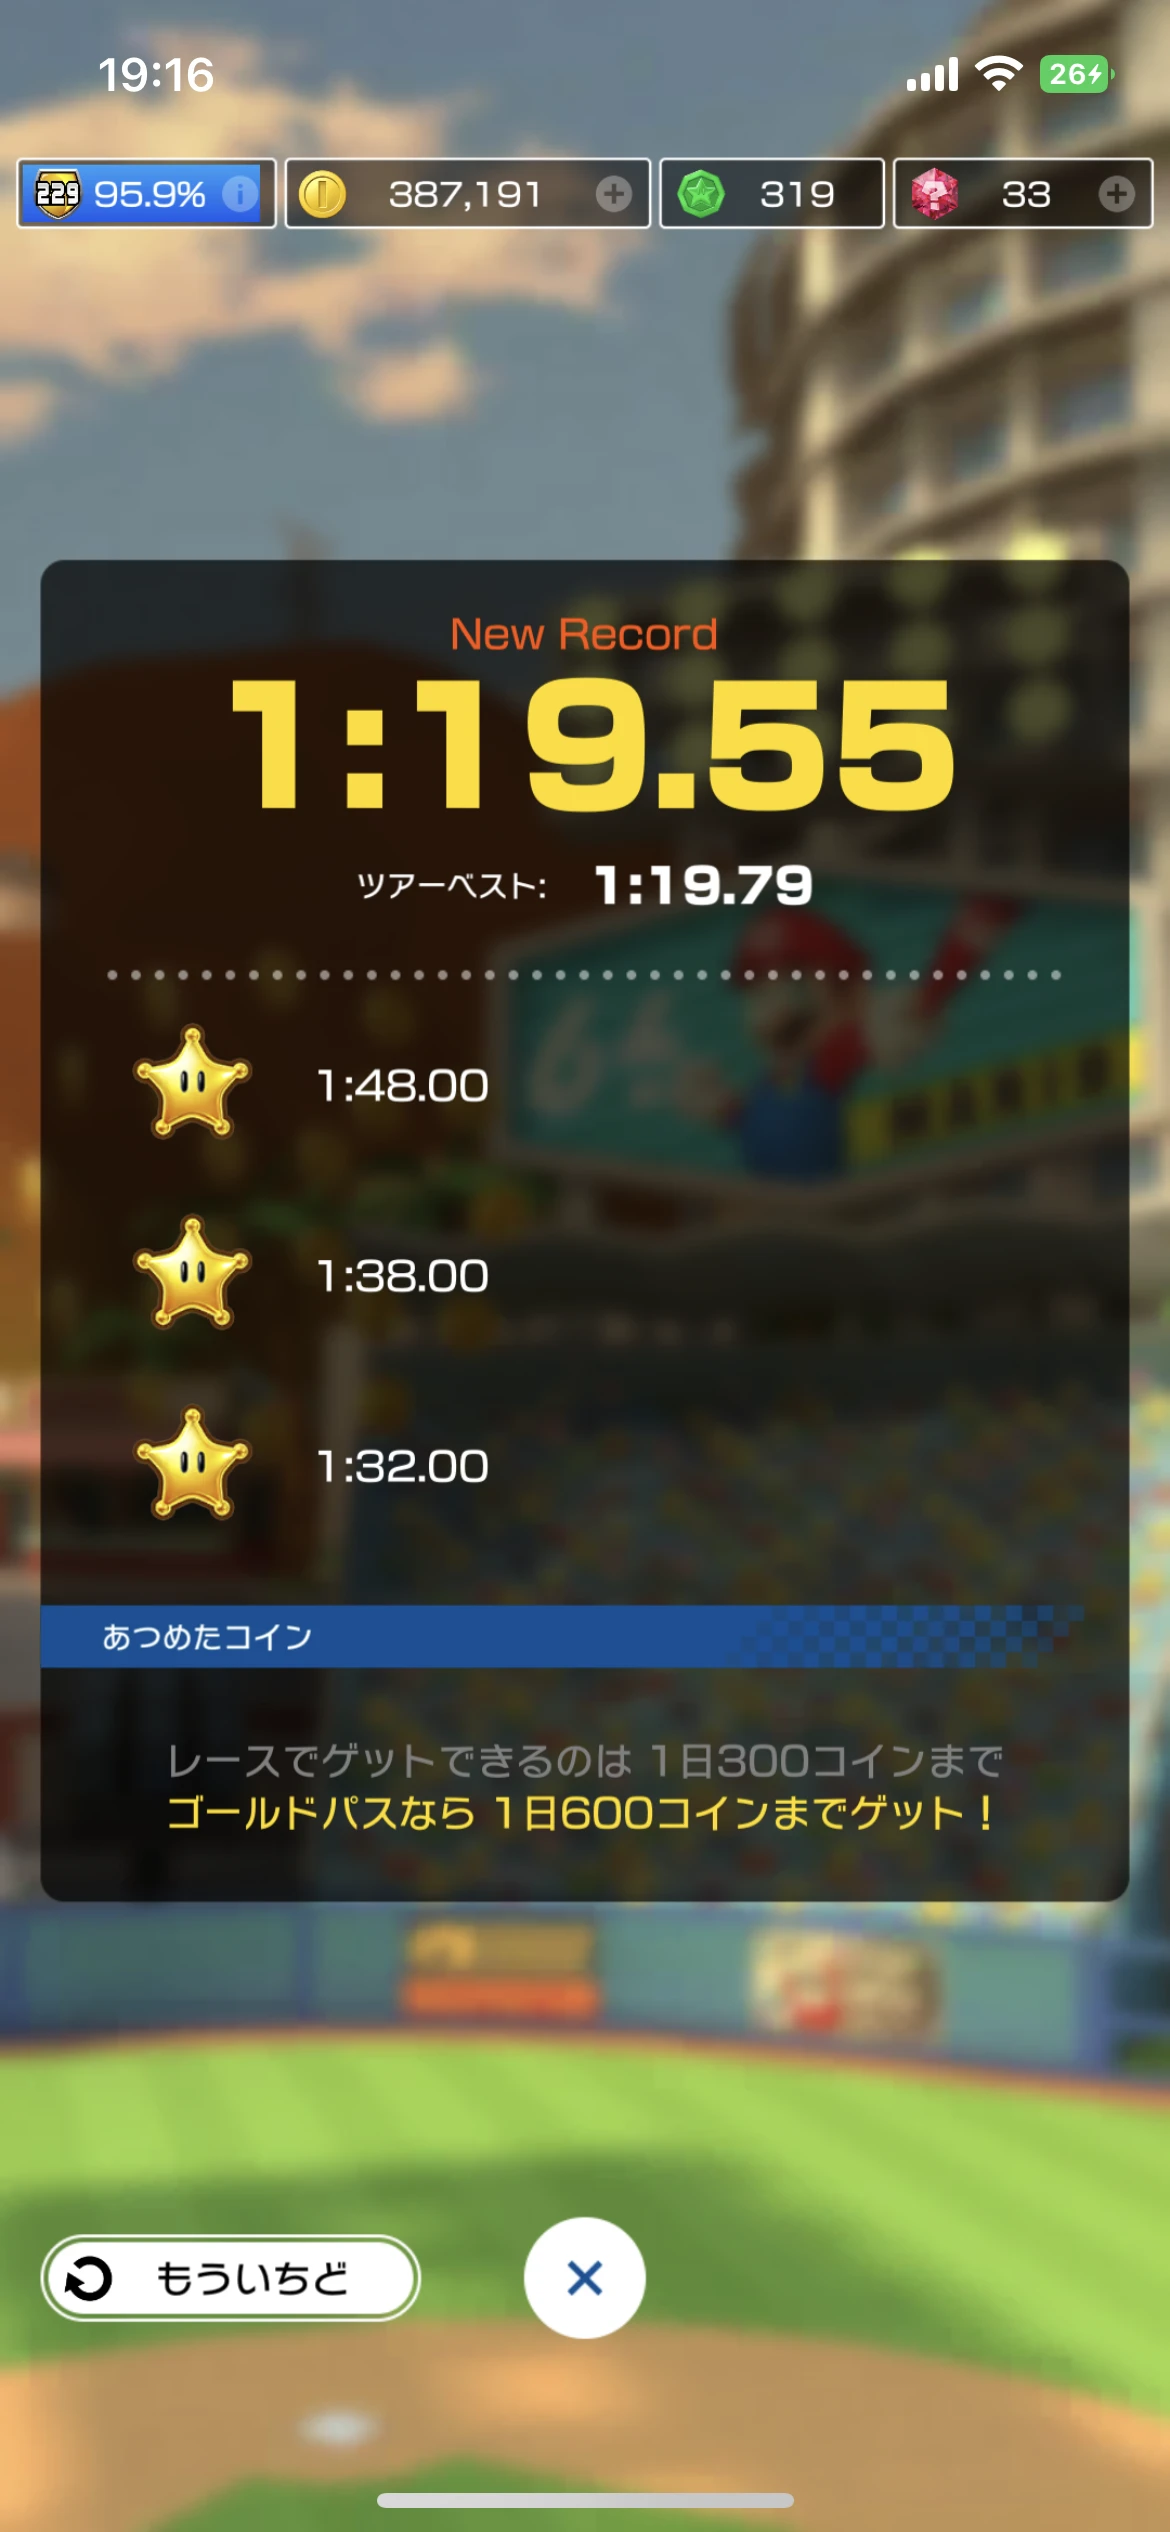 19:16
26
229 95.9% i 387,191 + 319 33 +
New Record
1:19.55
ツアーベスト: 1:19.79
1:48.00
1:38.00
1:32.00
あつめたコイン
レースでゲットできるのは 1日300コインまで
ゴールドパスなら 1日600コインまでゲット！
もういちど